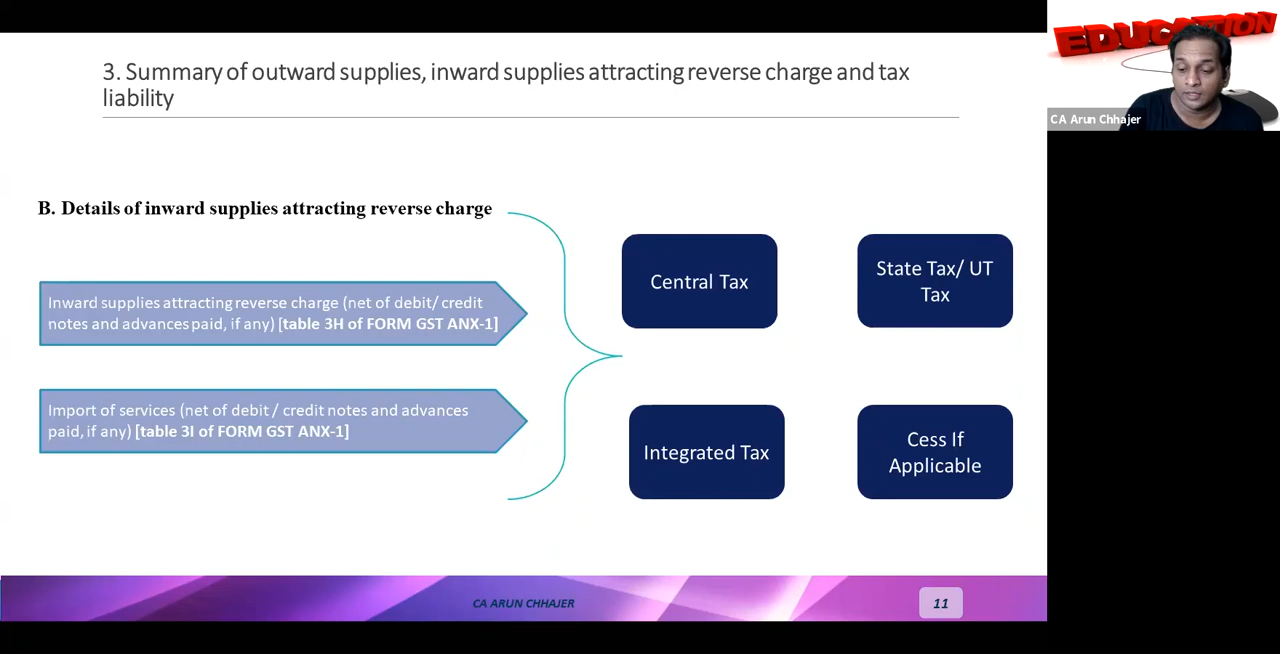 3. Summary of outward supplies, inward supplies attracting reverse charge and tax
liability
B. Details of inward supplies attracting reverse charge
Inward supplies attracting reverse charge (net of debit/ credit
notes and advances paid, if any) [table 3H of FORM GST ANX-1]
Import of services (net of debit / credit notes and advances
paid, if any) [table 3I of FORM GST ANX-1]
Central Tax
State Tax/ UT
Tax
Integrated Tax
Cess If
Applicable
CA ARUN CHHAJER
11
EDUCATION
CA Arun Chhajer